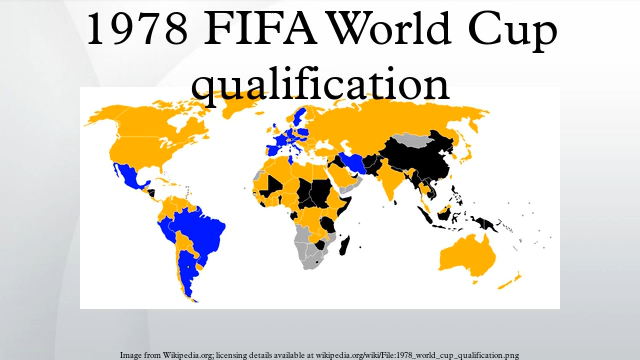 1978 FIFA World Cup
qualification
Image from Wikipedia.org; licensing details available at wikipedia.org/wiki/File:1978_world_cup_qualification.png